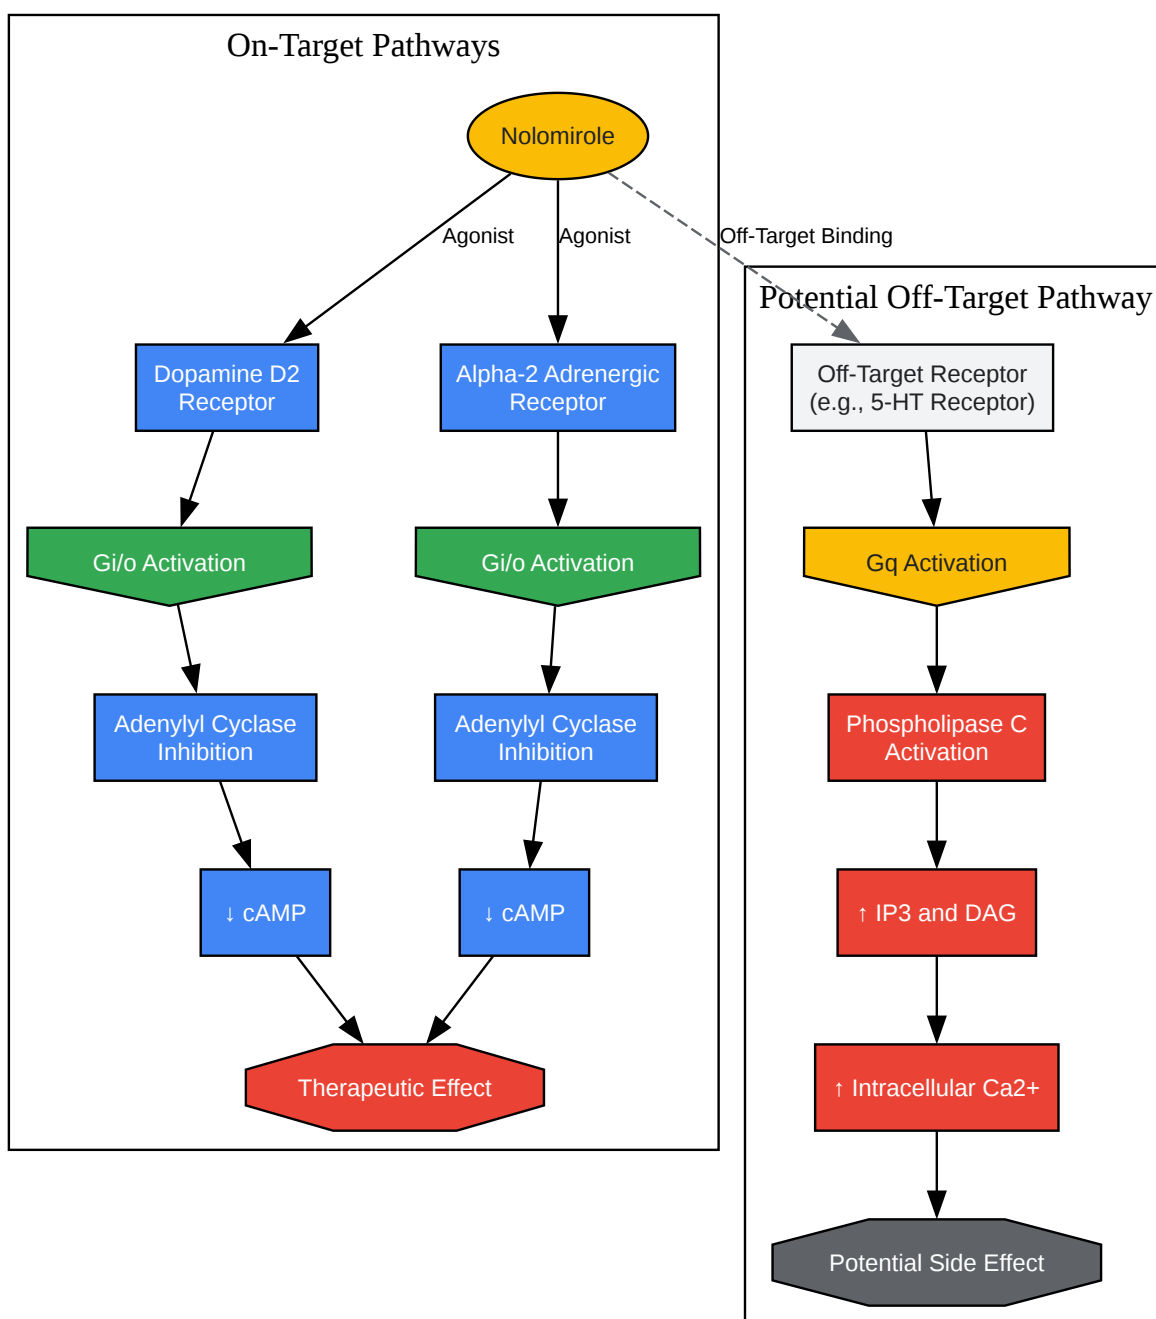 On-Target Pathways
Nolomirole
Agonist
Agonist
Off-Target Binding
Potential Off-Target Pathway
Dopamine D2
Receptor
Alpha-2 Adrenergic
Receptor
Off-Target Receptor
(e.g., 5-HT Receptor)
Gi/o Activation
Gi/o Activation
Gq Activation
Adenylyl Cyclase
Inhibition
Adenylyl Cyclase
Inhibition
Phospholipase C
Activation
↓ cAMP
↓ cAMP
↑ IP3 and DAG
Therapeutic Effect
↑ Intracellular Ca2+
Potential Side Effect